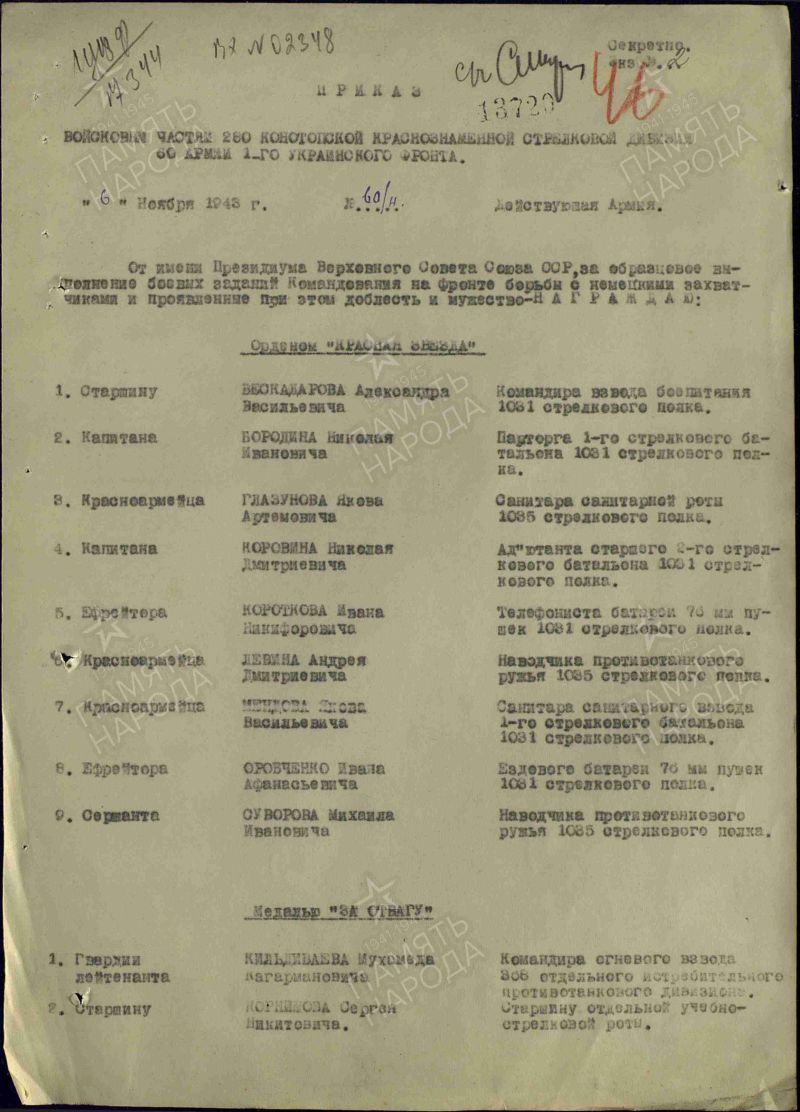 Вх N02348
Секретно.
экз.№.2
17344
П Р И К А З
13720
46
ВОЙСКОВЫМ ЧАСТЯМ 280 КОНОТОПСКОЙ КРАСНОЗНАМЕННОЙ СТРЕЛКОВОЙ ДИВИЗИИ
60 АРМИИ 1-ГО УКРАИНСКОГО ФРОНТА.
" 6 " Ноября 1943 г. №.60/н. Действующая Армия.
От имени Президиума Верховного Совета Союза ССР,за образцовое вы-
полнение боевых заданий Командования на фронте борьбы с немецкими захват-
чиками и проявленные при этом доблесть и мужество-Н А Г Р А Ж Д А Ю:
Орденом "КРАСНАЯ ЗВЕЗДА"
1. Старшину БЕСКАДАРОВА Александра Командира взвода боепитания
Васильевича 1031 стрелкового полка.
2. Капитана БОРОДИНА Николая Парторга 1-го стрелкового ба-
Ивановича тальона 1031 стрелкового пол-
ка.
3. Красноармейца ГЛАЗУНОВА Якова Санитара санитарной роты
Артемовича 1035 стрелкового полка.
4. Капитана КОРОВИНА Николая Ад"ютанта старшего 2-го стрел-
Дмитриевича кового батальона 1031 стрел-
кового полка.
5. Ефрейтора КОРОТКОВА Ивана Телефониста батареи 76 мм пу-
Никифоровича шек 1031 стрелкового полка.
6. Красноармейца ЛЕВИНА Андрея Наводчика противотанкового
Дмитриевича ружья 1035 стрелкового полка.
7. Красноармейца Якова Санитара санитарного взвода
Васильевича 1-го стрелкового батальона
1031 стрелкового полка.
8. Ефрейтора ОРОВЧЕНКО Ивана Ездового батареи 76 мм пушек
Афанасьевича 1031 стрелкового полка.
9. Сержанта СУВОРОВА Михаила Наводчика противотанкового
Ивановича ружья 1035 стрелкового полка.
Медалью "ЗА ОТВАГУ"
1. Гвардии КИЛЬДИБАЕВА Мухомеда Командира огневого взвода
лейтенанта Кагармановича 368 отдельного истребительного
противотанкового дивизиона.
2. Старшину КОРНИЛОВА Сергея Старшину отдельной учебно-
Никитовича. стрелковой роты.
ПАМЯТЬ
НАРОДА
1941-1945